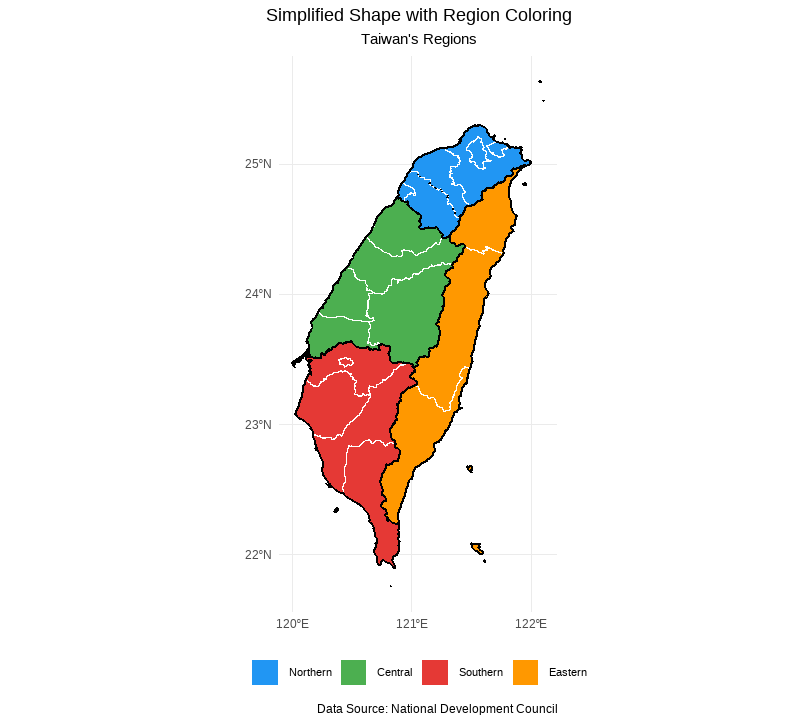 Simplified Shape with Region Coloring
Taiwan's Regions
25°N
24°N
23°N
22°N
120°E 121°E 122°E
Northern Central Southern Eastern
Data Source: National Development Council